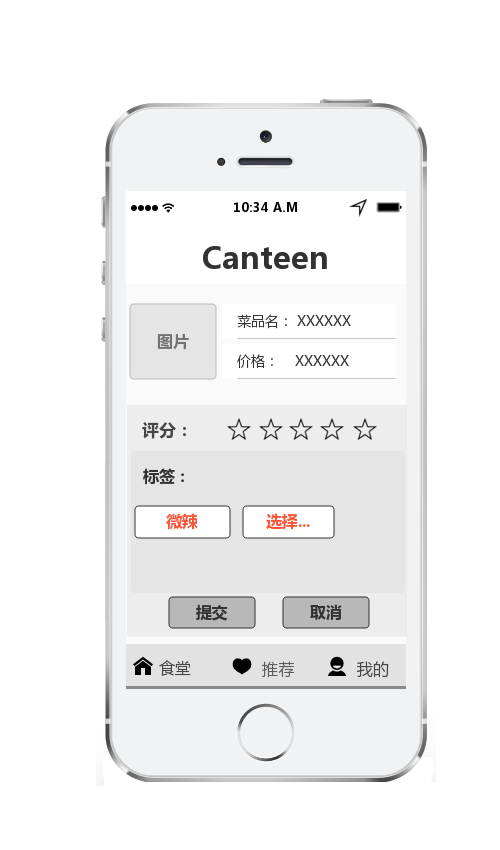 10:34 A.M
Canteen
图片
菜品名： XXXXXX
价格： XXXXXX
评分：
标签：
微辣 选择...
提交 取消
食堂 推荐 我的